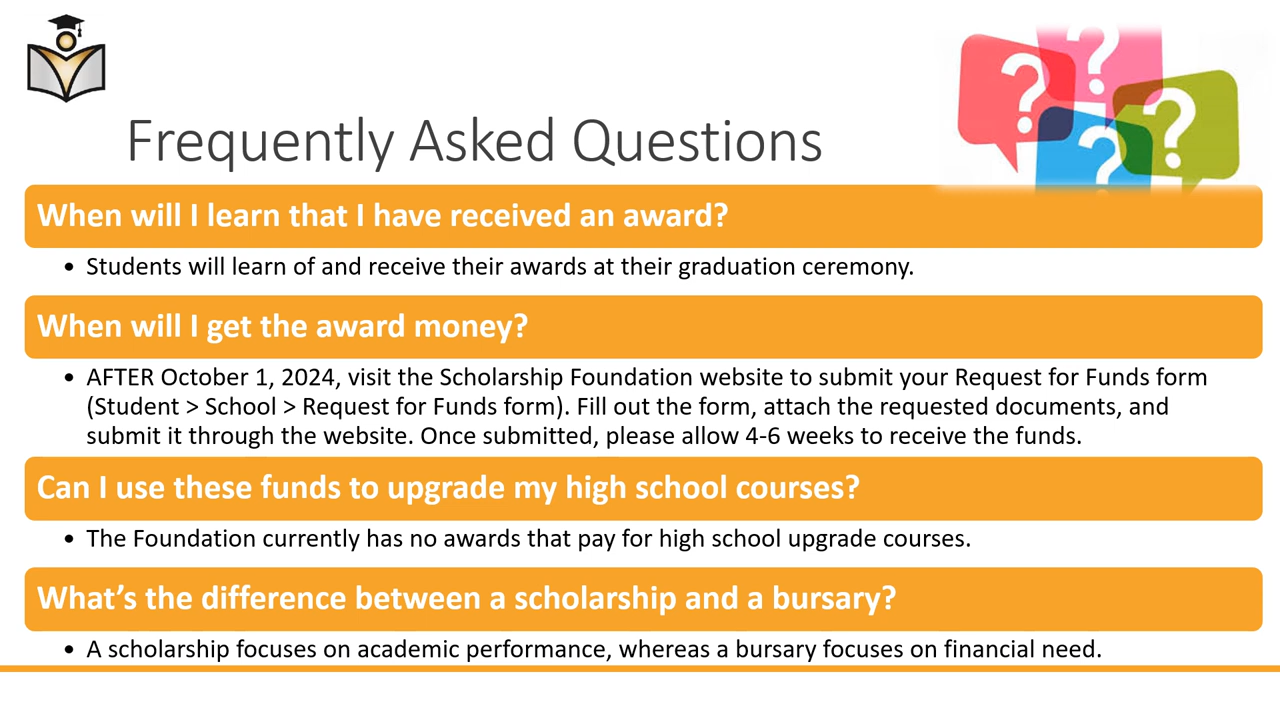 Frequently Asked Questions
? ? ? ?
When will I learn that I have received an award?
• Students will learn of and receive their awards at their graduation ceremony.
When will I get the award money?
• AFTER October 1, 2024, visit the Scholarship Foundation website to submit your Request for Funds form
(Student > School > Request for Funds form). Fill out the form, attach the requested documents, and
submit it through the website. Once submitted, please allow 4-6 weeks to receive the funds.
Can I use these funds to upgrade my high school courses?
• The Foundation currently has no awards that pay for high school upgrade courses.
What’s the difference between a scholarship and a bursary?
• A scholarship focuses on academic performance, whereas a bursary focuses on financial need.